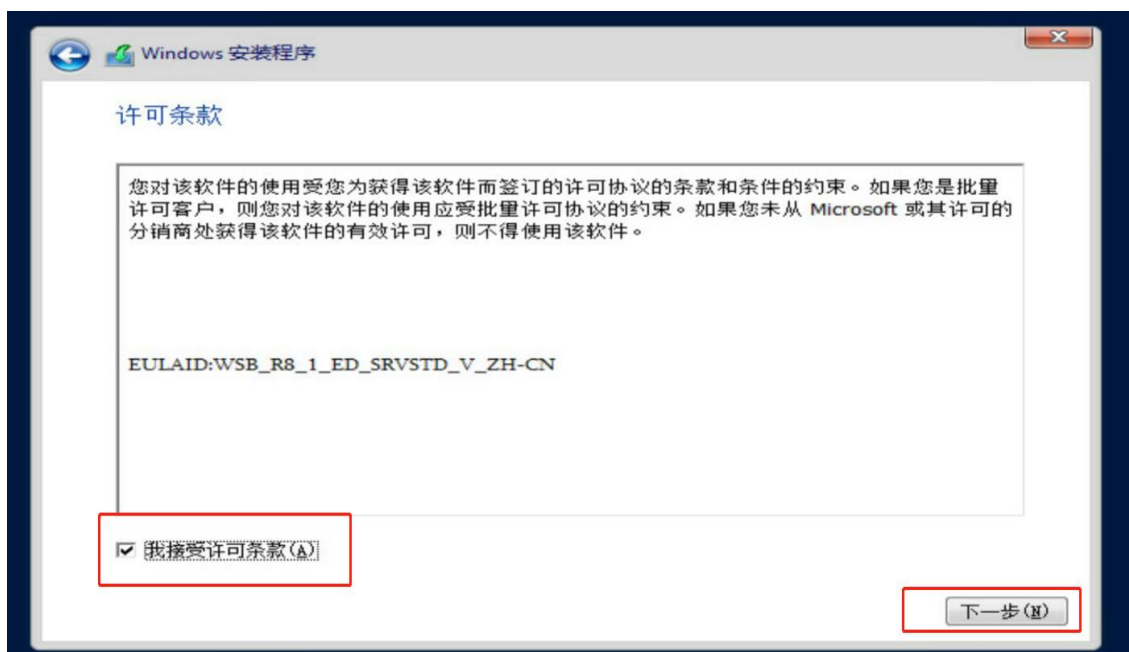 Windows 安装程序
许可条款
您对该软件的使用受您为获得该软件而签订的许可协议的条款和条件的约束。如果您是批量
许可客户，则您对该软件的使用应受批量许可协议的约束。如果您未从 Microsoft 或其许可的
分销商处获得该软件的有效许可，则不得使用该软件。
EULAID:WSB_R8_1_ED_SRVSTD_V_ZH-CN
我接受许可条款(A)
下一步(N)